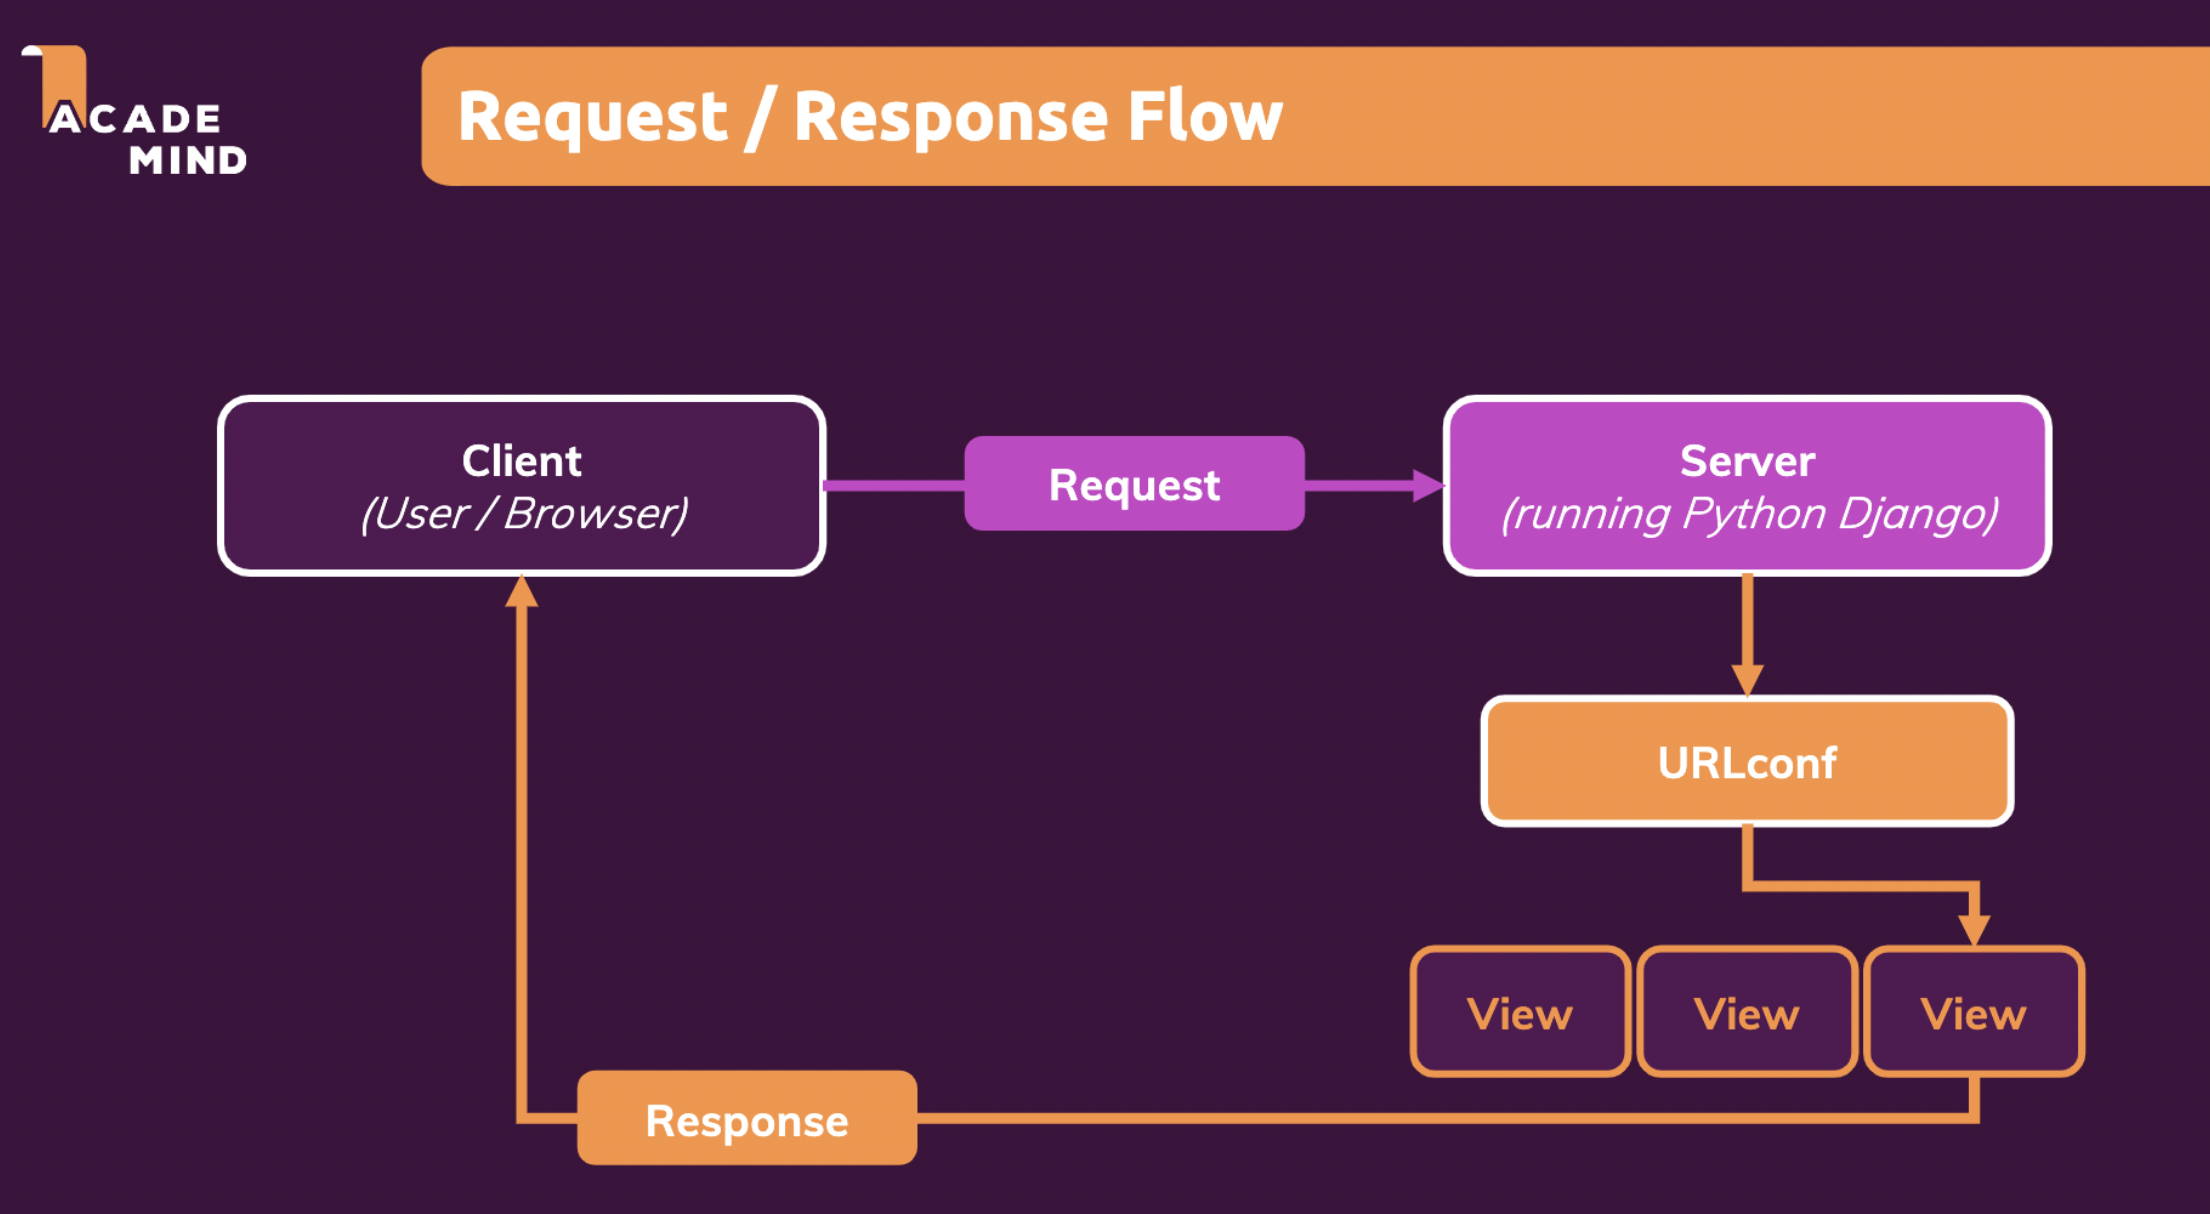 ACADE
MIND
Request / Response Flow
Client
(User / Browser)
Request
Server
(running Python Django)
URLconf
View
View
View
Response